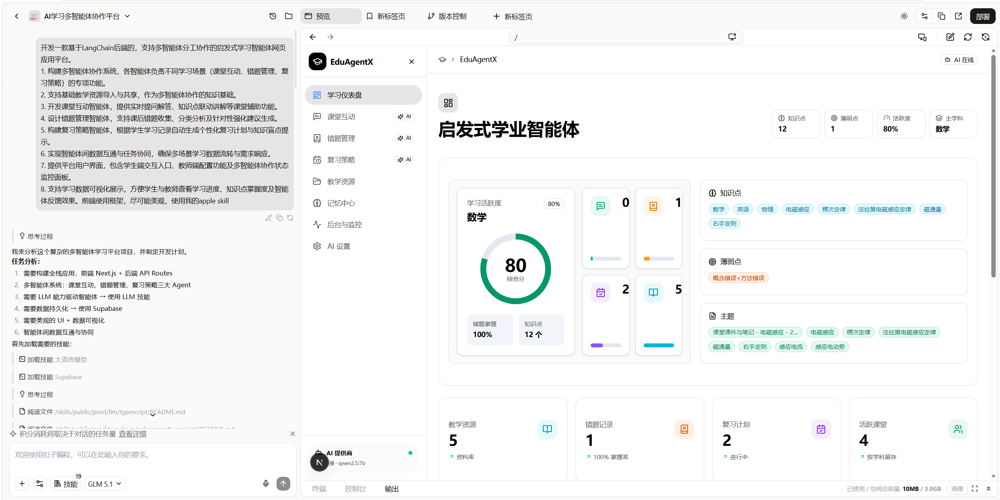 AI学习多智能体协作平台
预览
新标签页
版本控制
新标签页
部署
开发一款基于LangChain后端的，支持多智能体分工协作的启发式学习智能体网页
应用平台。
1. 构建多智能体协作系统，各智能体负责不同学习场景（课堂互动、错题管理、复
习策略）的专项功能。
2. 支持基础教学资源导入与共享，作为多智能体协作的知识基础。
3. 开发课堂互动智能体，提供实时提问解答、知识点联动讲解等课堂辅助功能。
4. 设计错题管理智能体，支持课后错题收集、分类分析及针对性强化建议生成。
5. 构建复习策略智能体，根据学生学习记录自动生成个性化复习计划与知识盲点提
示。
6. 实现智能体间数据互通与任务协同，确保多场景学习数据流转与需求响应。
7. 提供平台用户界面，包含学生端交互入口、教师端配置功能及多智能体协作状态
监控面板。
8. 支持学习数据可视化展示，方便学生与教师查看学习进度、知识点掌握度及智能
体反馈效果。前端使用框架，尽可能美观，使用我的apple skill
思考过程
我来分析这个复杂的多智能体学习平台项目，并制定开发计划。
任务分析：
1. 需要构建全栈应用，前端 Next.js + 后端 API Routes
2. 多智能体系统：课堂互动、错题管理、复习策略三大 Agent
3. 需要 LLM 能力驱动智能体 → 使用 LLM 技能
4. 需要数据持久化 → 使用 Supabase
5. 需要美观的 UI + 数据可视化
6. 智能体间数据互通与协同
首先加载需要的技能：
加载技能 大语言模型
加载技能 Supabase
思考过程
阅读文件 /skills/public/prod/llm/typescript/README.md
积分消耗将取决于对话的任务量 查看详情
欢迎使用扣子编程，可以在此输入你的要求。
技能 19
GLM 5.1
/
EduAgentX
学习仪表盘
课堂互动 AI
错题管理 AI
复习策略 AI
教学资源
记忆中心
后台与监控
AI 设置
AI 提供商
N
接 · qwen2.5:7b
EduAgentX
AI 在线
启发式学业智能体
知识点
12
薄弱点
1
活跃度
80%
主学科
数学
学习活跃度
80%
数学
80
综合分
错题掌握
100%
知识点
12 个
0
1
2
5
知识点
数学 英语 物理 电磁感应 楞次定律 法拉第电磁感应定律 磁通量
右手定则
薄弱点
概念错误+方法错误
主题
课堂课件与笔记 - 电磁感应 - 2... 电磁感应 楞次定律 法拉第电磁感应定律
磁通量 右手定则 感应电流 感应电动势
教学资源
5
资料库
错题记录
1
100% 掌握率
复习计划
2
进行中
活跃课堂
4
按学科留存
终端
控制台
输出
已使用 / 空间总容量: 10MB / 3.0GB
清理